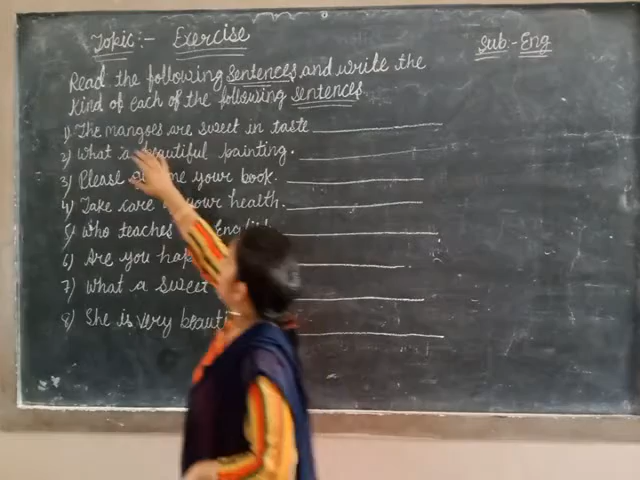 Topic:- Exercise
Sub.- Eng
Read the following sentences and write the
kind of each of the following sentences
1) The mangoes are sweet in taste
2) What a beautiful painting.
3) Please me your book.
4) Take care your health.
5) Who teaches
6) Are you
7) What a sweet
8) She is very